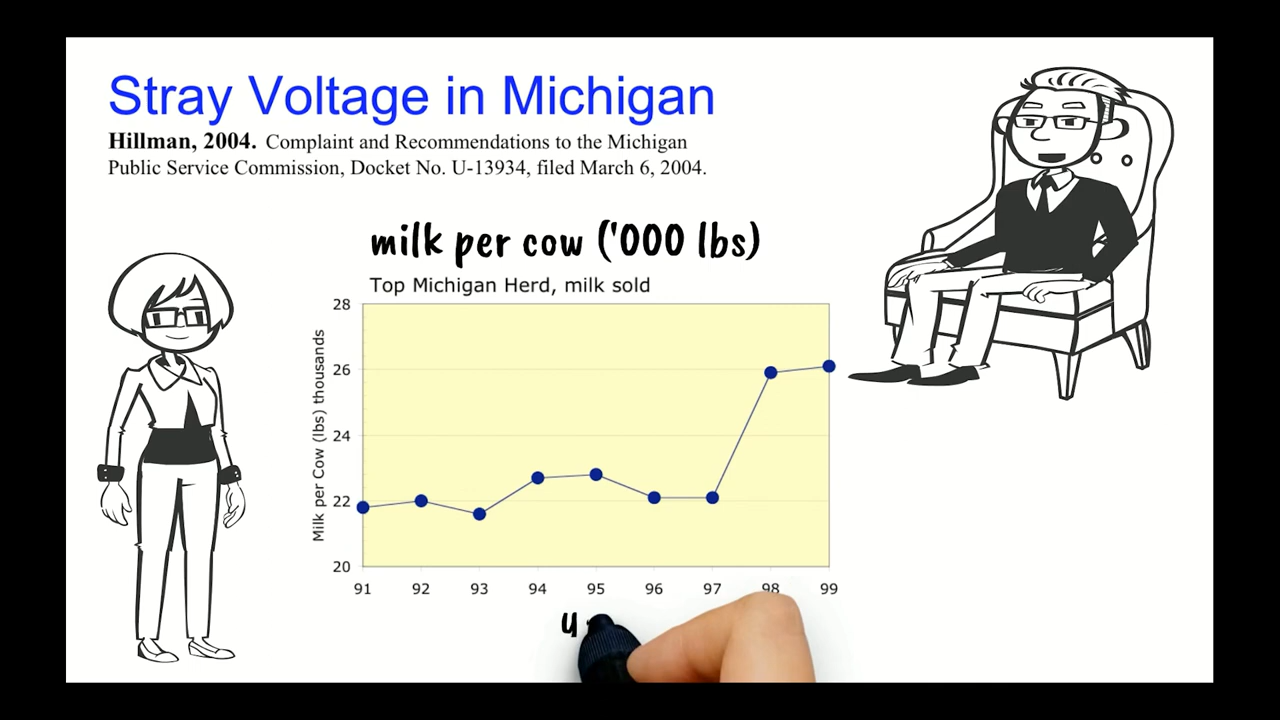 Stray Voltage in Michigan
Hillman, 2004. Complaint and Recommendations to the Michigan
Public Service Commission, Docket No. U-13934, filed March 6, 2004.
milk per cow ('000 lbs)
Top Michigan Herd, milk sold
Milk per Cow (lbs) thousands
28
26
24
22
20
91 92 93 94 95 96 97 98 99